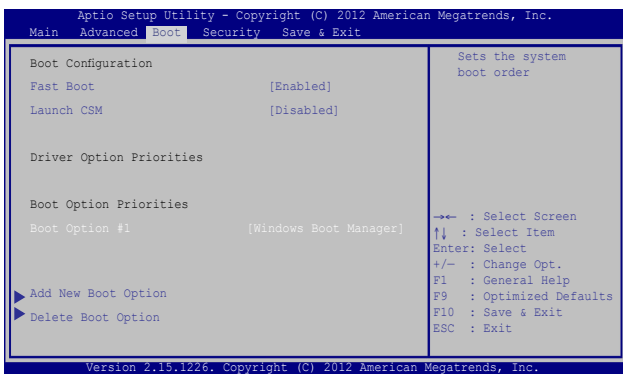 Aptio Setup Utility - Copyright (C) 2012 American Megatrends, Inc.
Main Advanced Boot Security Save & Exit
Boot Configuration
Fast Boot [Enabled]
Launch CSM [Disabled]
Driver Option Priorities
Boot Option Priorities
Boot Option #1 [Windows Boot Manager]
Add New Boot Option
Delete Boot Option
Sets the system
boot order
→← : Select Screen
↑↓ : Select Item
Enter: Select
+/— : Change Opt.
F1 : General Help
F9 : Optimized Defaults
F10 : Save & Exit
ESC : Exit
Version 2.15.1226. Copyright (C) 2012 American Megatrends, Inc.